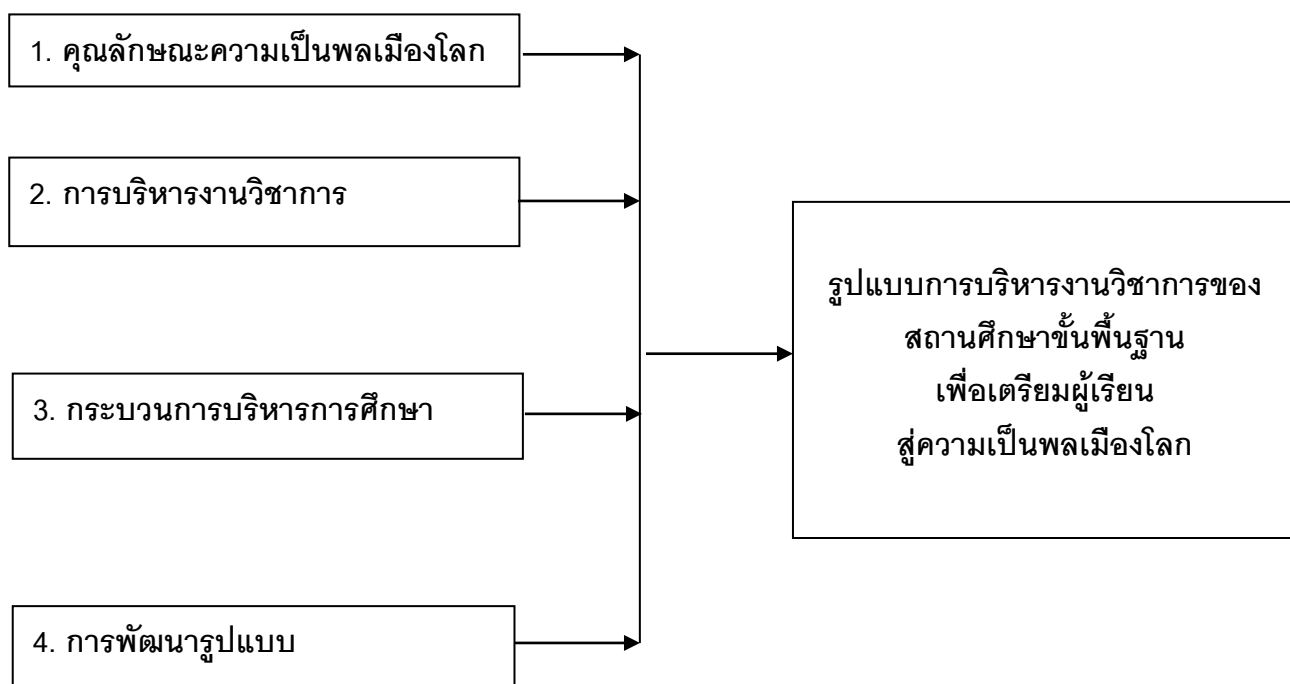 1. คุณลักษณะความเป็นพลเมืองโลก
2. การบริหารงานวิชาการ
3. กระบวนการบริหารการศึกษา
4. การพัฒนารูปแบบ
รูปแบบการบริหารงานวิชาการของ
สถานศึกษาขั้นพื้นฐาน
เพื่อเตรียมผู้เรียน
สู่ความเป็นพลเมืองโลก